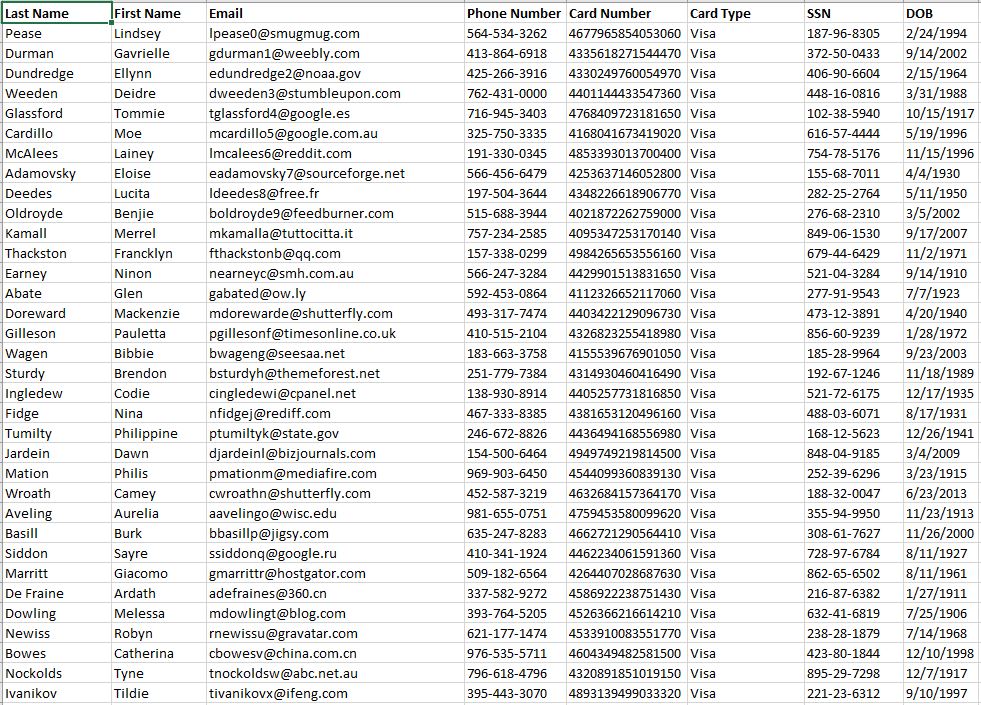 Last Name First Name Email Phone Number Card Number Card Type SSN DOB
Pease Lindsey lpease0@smugmug.com 564-534-3262 4677965854053060 Visa 187-96-8305 2/24/1994
Durman Gavrielle gdurman1@weebly.com 413-864-6918 4335618271544470 Visa 372-50-0433 9/14/2002
Dundredge Ellynn edundredge2@noaa.gov 425-266-3916 4330249760054970 Visa 406-90-6604 2/15/1964
Weeden Deidre dweeden3@stumbleupon.com 762-431-0000 4401144433547360 Visa 448-16-0816 3/31/1988
Glassford Tommie tglassford4@google.es 716-945-3403 4768409723181650 Visa 102-38-5940 10/15/1917
Cardillo Moe mcardillo5@google.com.au 325-750-3335 4168041673419020 Visa 616-57-4444 5/19/1996
McAlees Lainey lmcalees6@reddit.com 191-330-0345 4853393013700400 Visa 754-78-5176 11/15/1996
Adamovsky Eloise eadamovsky7@sourceforge.net 566-456-6479 4253637146052800 Visa 155-68-7011 4/4/1930
Deedes Lucita ldeedes8@free.fr 197-504-3644 4348226618906770 Visa 282-25-2764 5/11/1950
Oldroyde Benjie boldroyde9@feedburner.com 515-688-3944 4021872262759000 Visa 276-68-2310 3/5/2002
Kamall Merrel mkamalla@tuttocitta.it 757-234-2585 4095347253170140 Visa 849-06-1530 9/17/2007
Thackston Francklyn fthackstonb@qq.com 157-338-0299 4984265653556160 Visa 679-44-6429 11/2/1971
Earney Ninon nearneyc@smh.com.au 566-247-3284 4429901513831650 Visa 521-04-3284 9/14/1910
Abate Glen gabated@ow.ly 592-453-0864 4112326652117060 Visa 277-91-9543 7/7/1923
Doreward Mackenzie mdorewarde@shutterfly.com 493-317-7474 4403422129096730 Visa 473-12-3891 4/20/1940
Gilleson Pauletta pgillesonf@timesonline.co.uk 410-515-2104 4326823255418980 Visa 856-60-9239 1/28/1972
Wagen Bibbie bwageng@seesaa.net 183-663-3758 4155539676901050 Visa 185-28-9964 9/23/2003
Sturdy Brendon bsturdyh@themeforest.net 251-779-7384 4314930460416490 Visa 192-67-1246 11/18/1989
Ingledew Codie cingledewi@cpanel.net 138-930-8914 4405257731816850 Visa 521-72-6175 12/17/1935
Fidge Nina nfidgej@rediff.com 467-333-8385 4381653120496160 Visa 488-03-6071 8/17/1931
Tumilty Philippine ptumiltyk@state.gov 246-672-8826 4436494168556980 Visa 168-12-5623 12/26/1941
Jardein Dawn djardeinl@bizjournals.com 154-500-6464 4949749219814500 Visa 848-04-9185 3/4/2009
Mation Philis pmationm@mediafire.com 969-903-6450 4544099360839130 Visa 252-39-6296 3/23/1915
Wroath Camey cwroathn@shutterfly.com 452-587-3219 4632684157364170 Visa 188-32-0047 6/23/2013
Aveling Aurelia aavelingo@wisc.edu 981-655-0751 4759453580099620 Visa 355-94-9950 11/23/1913
Basill Burk bbasillp@jigsy.com 635-247-8283 4662721290564410 Visa 308-61-7627 11/26/2000
Siddon Sayre ssiddonq@google.ru 410-341-1924 4462234061591360 Visa 728-97-6784 8/11/1927
Marritt Giacomo gmarrittr@hostgator.com 509-182-6564 4264407028687630 Visa 862-65-6502 8/11/1961
De Fraine Ardath adefraines@360.cn 337-582-9272 4586922238751430 Visa 216-87-6382 1/27/1911
Dowling Melessa mdowlingt@blog.com 393-764-5205 4526366216614210 Visa 632-41-6819 7/25/1906
Newiss Robyn rnewissu@gravatar.com 621-177-1474 4533910083551770 Visa 238-28-1879 7/14/1968
Bowes Catherina cbowesv@china.com.cn 976-535-5711 4604349482581500 Visa 423-80-1844 12/10/1998
Nockolds Tyne tnockoldsw@abc.net.au 796-618-4796 4320891851019150 Visa 895-29-7298 12/7/1917
Ivanikov Tildie tivanikovx@ifeng.com 395-443-3070 4893139499033320 Visa 221-23-6312 9/10/1997